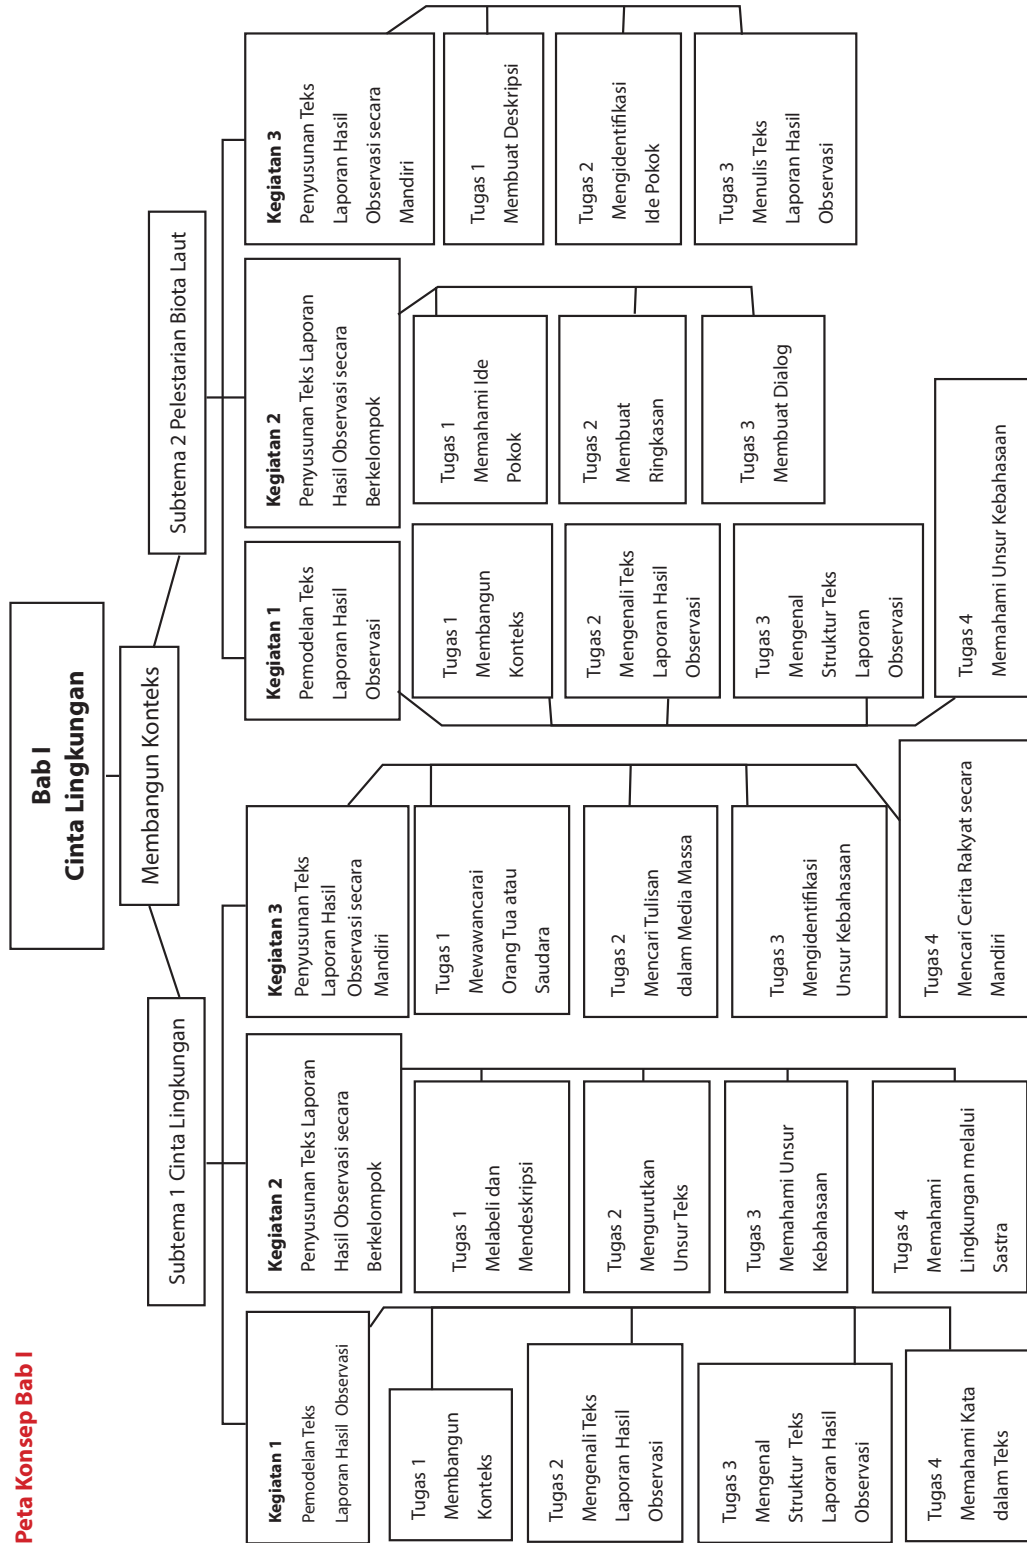 Peta Konsep Bab I
Bab I
Cinta Lingkungan
Membangun Konteks
Subtema 1 Cinta Lingkungan
Kegiatan 1
Pemodelan Teks
Laporan Hasil Observasi
Tugas 1
Membangun
Konteks
Tugas 2
Mengenali Teks
Laporan Hasil
Observasi
Tugas 3
Mengenal
Struktur Teks
Laporan Hasil
Observasi
Tugas 4
Memahami Kata
dalam Teks
Kegiatan 2
Penyusunan Teks Laporan
Hasil Observasi secara
Berkelompok
Tugas 1
Melabeli dan
Mendeskripsi
Tugas 2
Mengurutkan
Unsur Teks
Tugas 3
Memahami Unsur
Kebahasaan
Tugas 4
Memahami
Lingkungan melalui
Sastra
Kegiatan 3
Penyusunan Teks
Laporan Hasil
Observasi secara
Mandiri
Tugas 1
Mewawancarai
Orang Tua atau
Saudara
Tugas 2
Mencari Tulisan
dalam Media Massa
Tugas 3
Mengidentifikasi
Unsur Kebahasaan
Tugas 4
Mencari Cerita Rakyat secara
Mandiri
Subtema 2 Pelestarian Biota Laut
Kegiatan 1
Pemodelan Teks
Laporan Hasil
Observasi
Tugas 1
Membangun
Konteks
Tugas 2
Mengenali Teks
Laporan Hasil
Observasi
Tugas 3
Mengenal
Struktur Teks
Laporan
Observasi
Tugas 4
Memahami Unsur Kebahasaan
Kegiatan 2
Penyusunan Teks Laporan
Hasil Observasi secara
Berkelompok
Tugas 1
Memahami Ide
Pokok
Tugas 2
Membuat
Ringkasan
Tugas 3
Membuat Dialog
Kegiatan 3
Penyusunan Teks
Laporan Hasil
Observasi secara
Mandiri
Tugas 1
Membuat Deskripsi
Tugas 2
Mengidentifikasi
Ide Pokok
Tugas 3
Menulis Teks
Laporan Hasil
Observasi